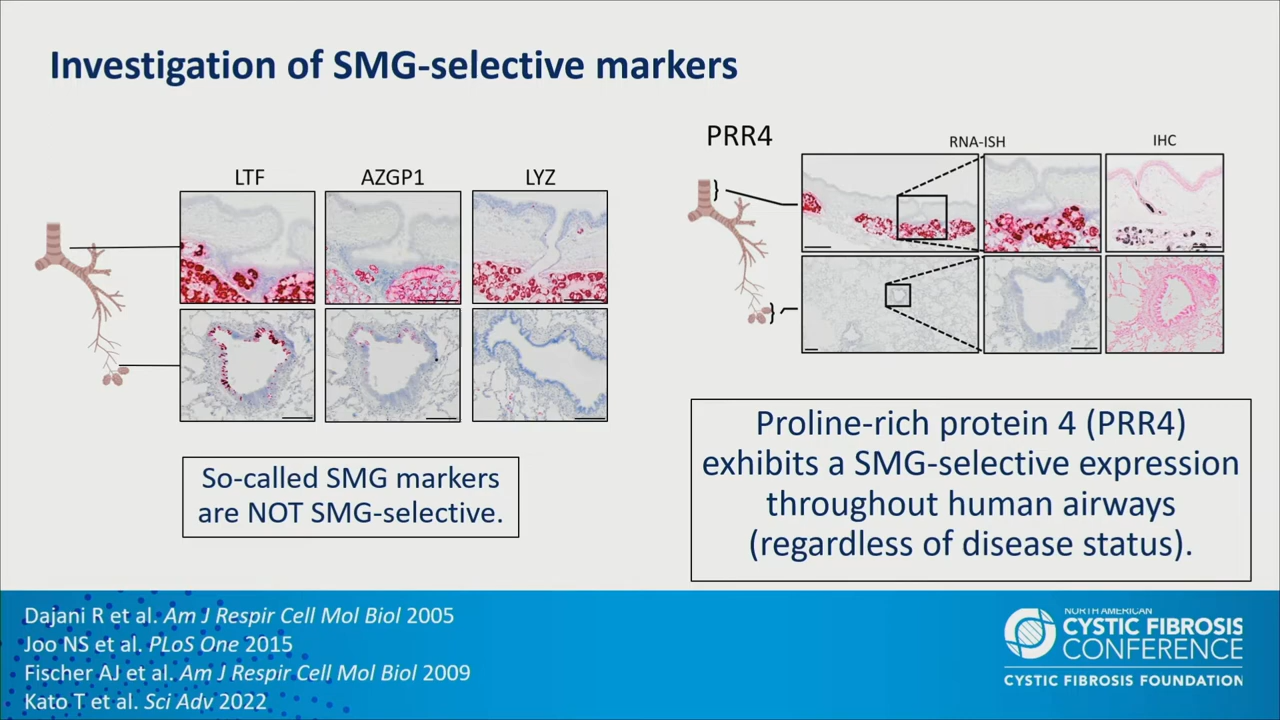 Investigation of SMG-selective markers
LTF
AZGP1
LYZ
So-called SMG markers
are NOT SMG-selective.
PRR4
RNA-ISH
IHC
Proline-rich protein 4 (PRR4)
exhibits a SMG-selective expression
throughout human airways
(regardless of disease status).
Dajani R et al. Am J Respir Cell Mol Biol 2005
Joo NS et al. PLoS One 2015
Fischer AJ et al. Am J Respir Cell Mol Biol 2009
Kato T et al. Sci Adv 2022
NORTH AMERICAN
CYSTIC FIBROSIS
CONFERENCE
CYSTIC FIBROSIS FOUNDATION